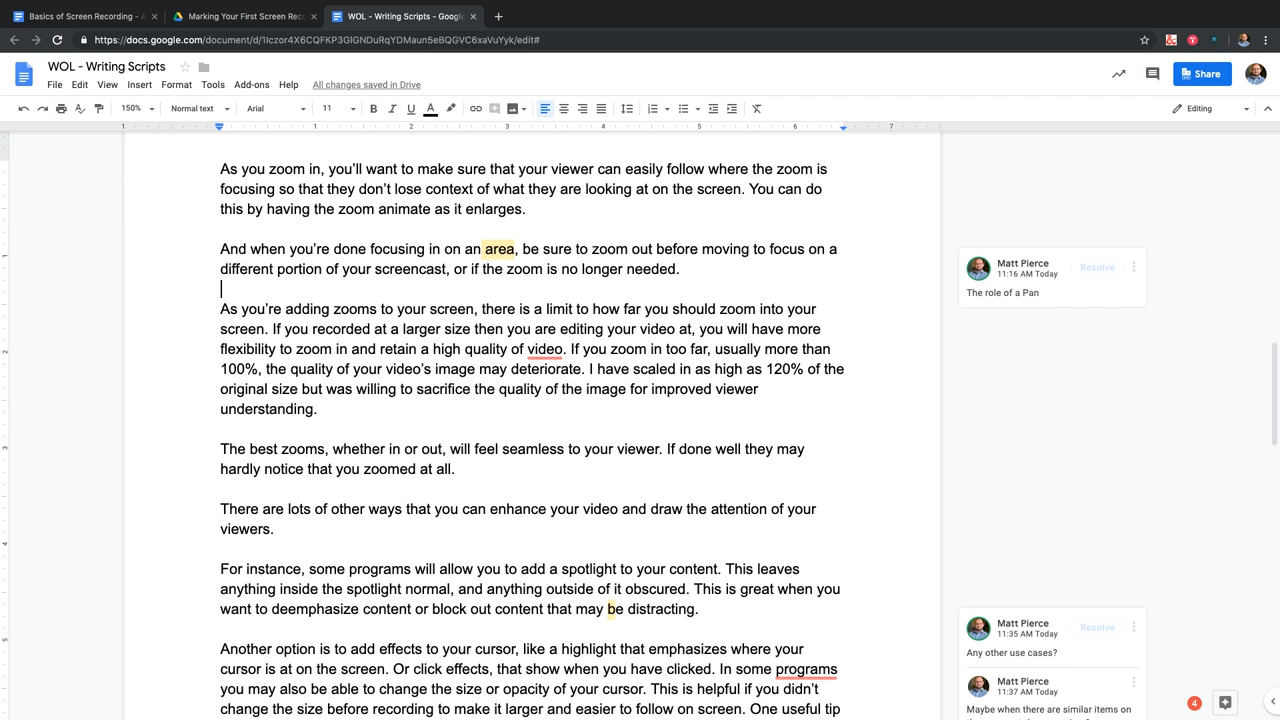 Basics of Screen Recording - A
Marking Your First Screen Reco
WOL - Writing Scripts - Google
https://docs.google.com/document/d/1Iczor4X6CQFKP3GlGNDuRqYDMaun5eBQGVC6xaVuYyk/edit#
WOL - Writing Scripts
File Edit View Insert Format Tools Add-ons Help All changes saved in Drive
Share
150% Normal text Arial 11 B I U A Editing
1 1 2 3 4 5 6 7
As you zoom in, you’ll want to make sure that your viewer can easily follow where the zoom is
focusing so that they don’t lose context of what they are looking at on the screen. You can do
this by having the zoom animate as it enlarges.
And when you’re done focusing in on an area, be sure to zoom out before moving to focus on a
different portion of your screencast, or if the zoom is no longer needed.
As you’re adding zooms to your screen, there is a limit to how far you should zoom into your
screen. If you recorded at a larger size then you are editing your video at, you will have more
flexibility to zoom in and retain a high quality of video. If you zoom in too far, usually more than
100%, the quality of your video’s image may deteriorate. I have scaled in as high as 120% of the
original size but was willing to sacrifice the quality of the image for improved viewer
understanding.
The best zooms, whether in or out, will feel seamless to your viewer. If done well they may
hardly notice that you zoomed at all.
There are lots of other ways that you can enhance your video and draw the attention of your
viewers.
For instance, some programs will allow you to add a spotlight to your content. This leaves
anything inside the spotlight normal, and anything outside of it obscured. This is great when you
want to deemphasize content or block out content that may be distracting.
Another option is to add effects to your cursor, like a highlight that emphasizes where your
cursor is at on the screen. Or click effects, that show when you have clicked. In some programs
you may also be able to change the size or opacity of your cursor. This is helpful if you didn’t
change the size before recording to make it larger and easier to follow on screen. One useful tip
Matt Pierce
11:16 AM Today
Resolve
The role of a Pan
Matt Pierce
11:35 AM Today
Resolve
Any other use cases?
Matt Pierce
11:37 AM Today
Maybe when there are similar items on
4